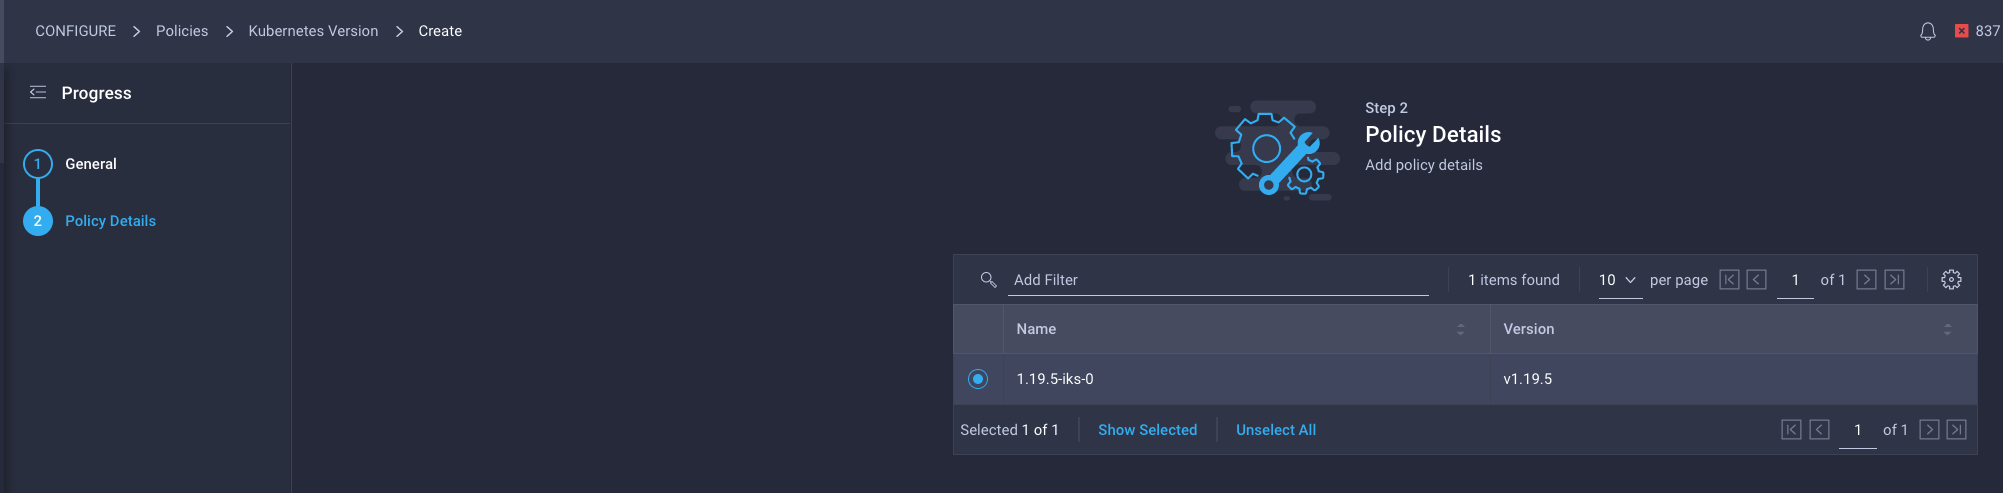 CONFIGURE > Policies > Kubernetes Version > Create
837
Progress
1 General
2 Policy Details
Step 2
Policy Details
Add policy details
Add Filter 1 items found 10 per page 1 of 1
Name Version
1.19.5-iks-0 v1.19.5
Selected 1 of 1 Show Selected Unselect All 1 of 1